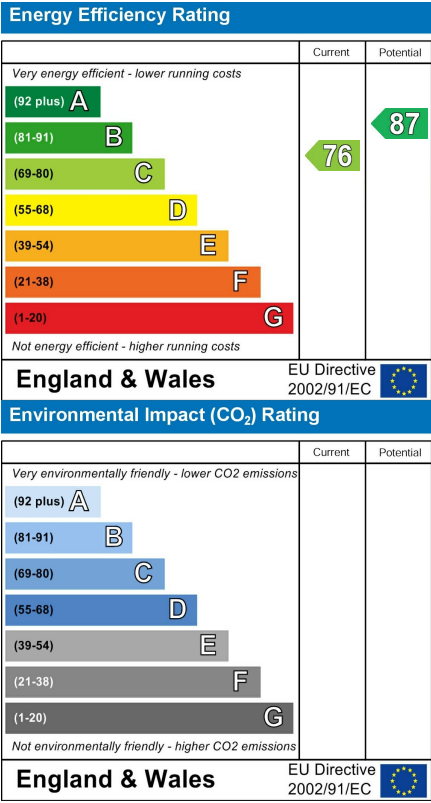 Energy Efficiency Rating
Current Potential
Very energy efficient - lower running costs
(92 plus) A
(81-91) B
(69-80) C
(55-68) D
(39-54) E
(21-38) F
(1-20) G
76
87
Not energy efficient - higher running costs
England & Wales
EU Directive
2002/91/EC
Environmental Impact (CO₂) Rating
Current Potential
Very environmentally friendly - lower CO2 emissions
(92 plus) A
(81-91) B
(69-80) C
(55-68) D
(39-54) E
(21-38) F
(1-20) G
Not environmentally friendly - higher CO2 emissions
England & Wales
EU Directive
2002/91/EC